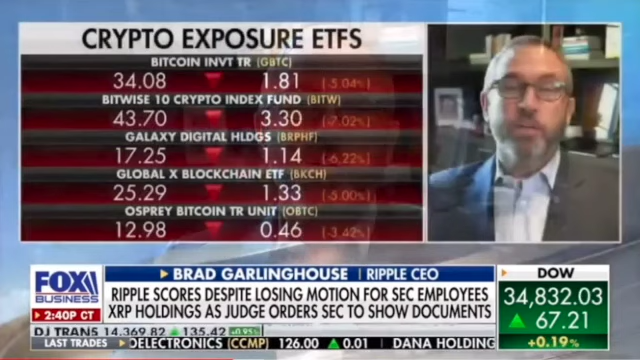 CRYPTO EXPOSURE ETFS
BITCOIN INVT TR (GBTC)
34.08 ▼ 1.81 (-5.04%)
BITWISE 10 CRYPTO INDEX FUND (BITW)
43.70 ▼ 3.30 (-7.02%)
GALAXY DIGITAL HLDGS (BRPHF)
17.25 ▼ 1.14 (-6.22%)
GLOBAL X BLOCKCHAIN ETF (BKCH)
25.29 ▼ 1.33 (-5.00%)
OSPREY BITCOIN TR UNIT (OBTC)
12.98 ▼ 0.46 (-3.42%)
FOX
BUSINESS
2:40P CT
BRAD GARLINGHOUSE | RIPPLE CEO
RIPPLE SCORES DESPITE LOSING MOTION FOR SEC EMPLOYEES
XRP HOLDINGS AS JUDGE ORDERS SEC TO SHOW DOCUMENTS
DOW
34,832.03
▲ 67.21
+0.19%
DJ TRANS 14,369.82 ▲ 135.42 +0.95%
LAST TRADES ELECTRONICS (CCMP) 126.00 ▲ 0.01 DANA HOLDING